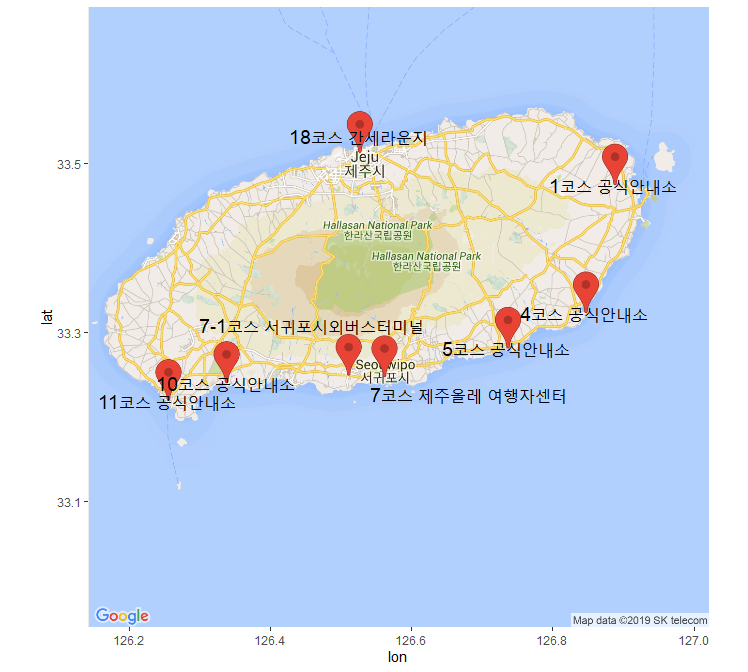 18코스 간세라운지
Jeju
제주시
33.5
1코스 공식안내소
Hallasan National Park
한라산국립공원
Hallasan National Park
한라산국립공원
4코스 공식안내소
lat
33.3
7-1코스 서귀포시외버스터미널
5코스 공식안내소
Seogwipo
서귀포시
10코스 공식안내소
7코스 제주올레 여행자센터
11코스 공식안내소
33.1
Google
Map data ©2019 SK telecom
126.2
126.4
126.6
126.8
127.0
lon